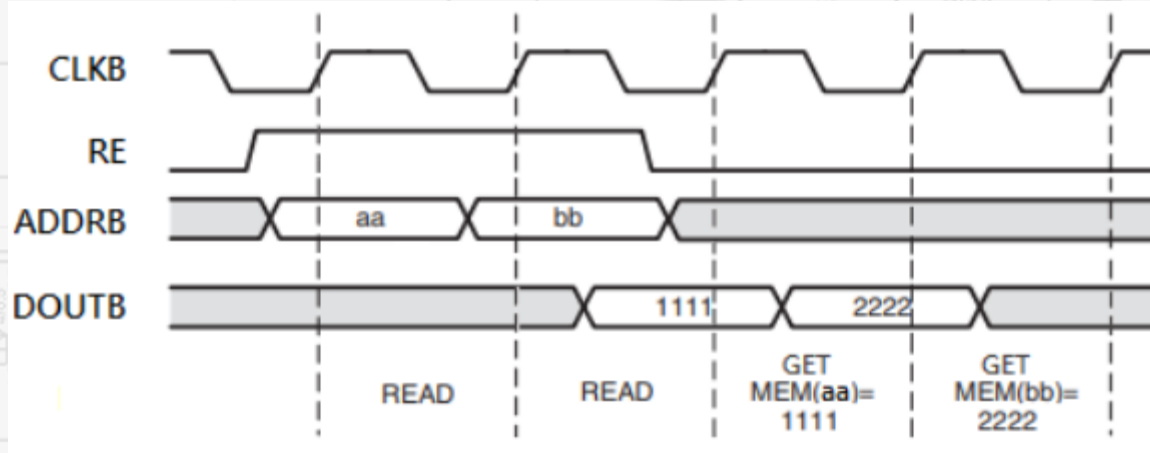 CLKB
RE
ADDRB aa bb
DOUTB 1111 2222
READ READ GET MEM(aa)= 1111 GET MEM(bb)= 2222